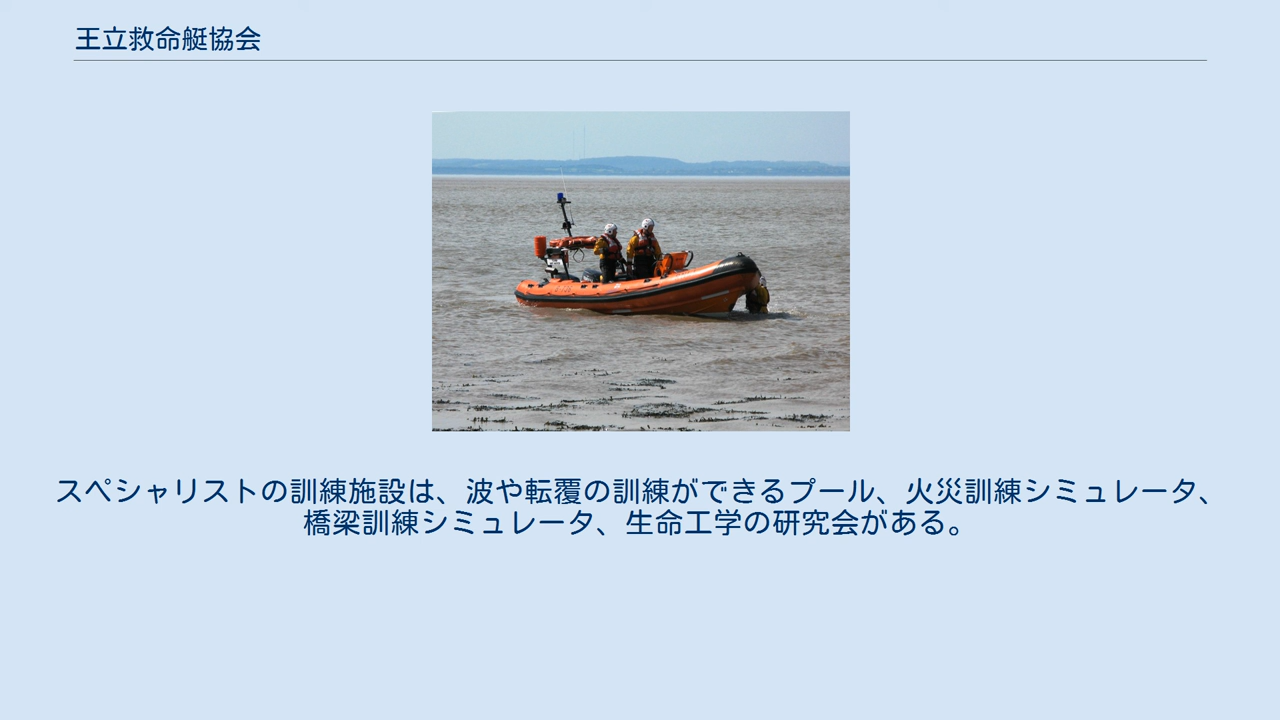 王立救命艇協会
スペシャリストの訓練施設は、波や転覆の訓練ができるプール、火災訓練シミュレータ、
橋梁訓練シミュレータ、生命工学の研究会がある。